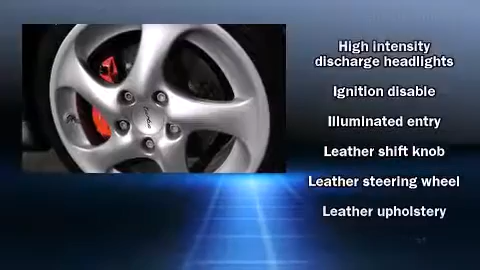 High intensity
discharge headlights
Ignition disable
Illuminated entry
Leather shift knob
Leather steering wheel
Leather upholstery